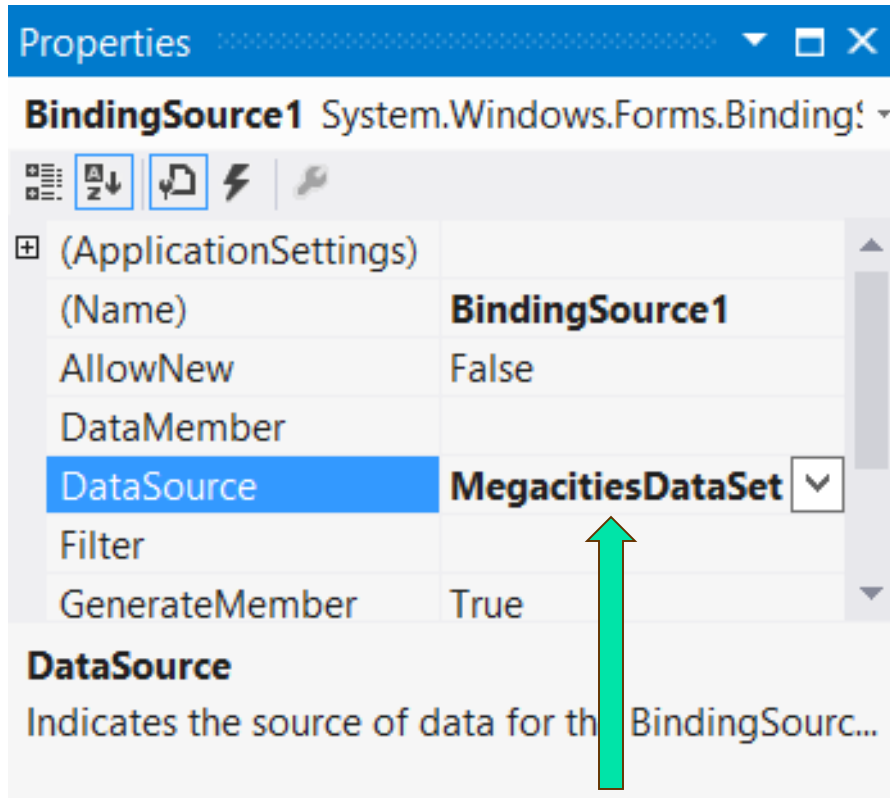 Properties
BindingSource1 System.Windows.Forms.Binding
(ApplicationSettings)
(Name) BindingSource1
AllowNew False
DataMember
DataSource MegacitiesDataSet
Filter
GenerateMember True
DataSource
Indicates the source of data for th BindingSourc...